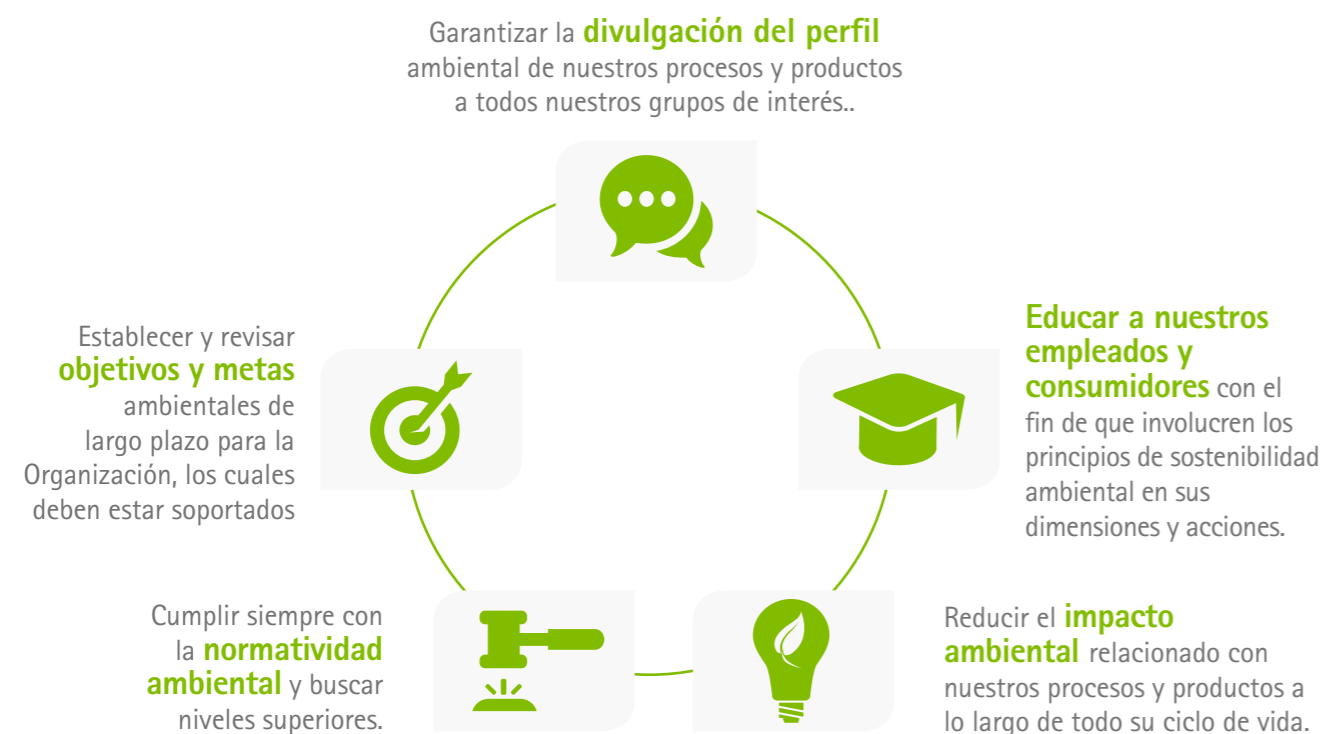 Garantizar la divulgación del perfil
ambiental de nuestros procesos y productos
a todos nuestros grupos de interés..
Educar a nuestros
empleados y
consumidores con el
fin de que involucren los
principios de sostenibilidad
ambiental en sus
dimensiones y acciones.
Reducir el impacto
ambiental relacionado con
nuestros procesos y productos a
lo largo de todo su ciclo de vida.
Cumplir siempre con
la normatividad
ambiental y buscar
niveles superiores.
Establecer y revisar
objetivos y metas
ambientales de
largo plazo para la
Organización, los cuales
deben estar soportados